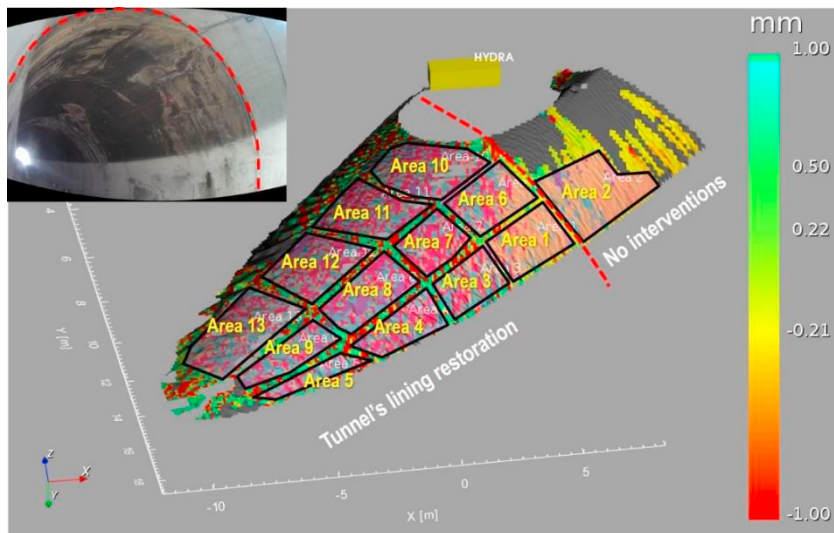 mm
1.00
0.50
0.22
-0.21
-1.00
HYDRA
Area 10
Area 11
Area 6
Area 2
Area 7
Area 1
Area 12
Area 8
Area 3
Area 13
Area 4
Area 9
Area 5
No interventions
Tunnel's lining restoration
4
6
8
10
12
14
16
18
Y [m]
-10
-5
0
5
X [m]
Z
X
Y